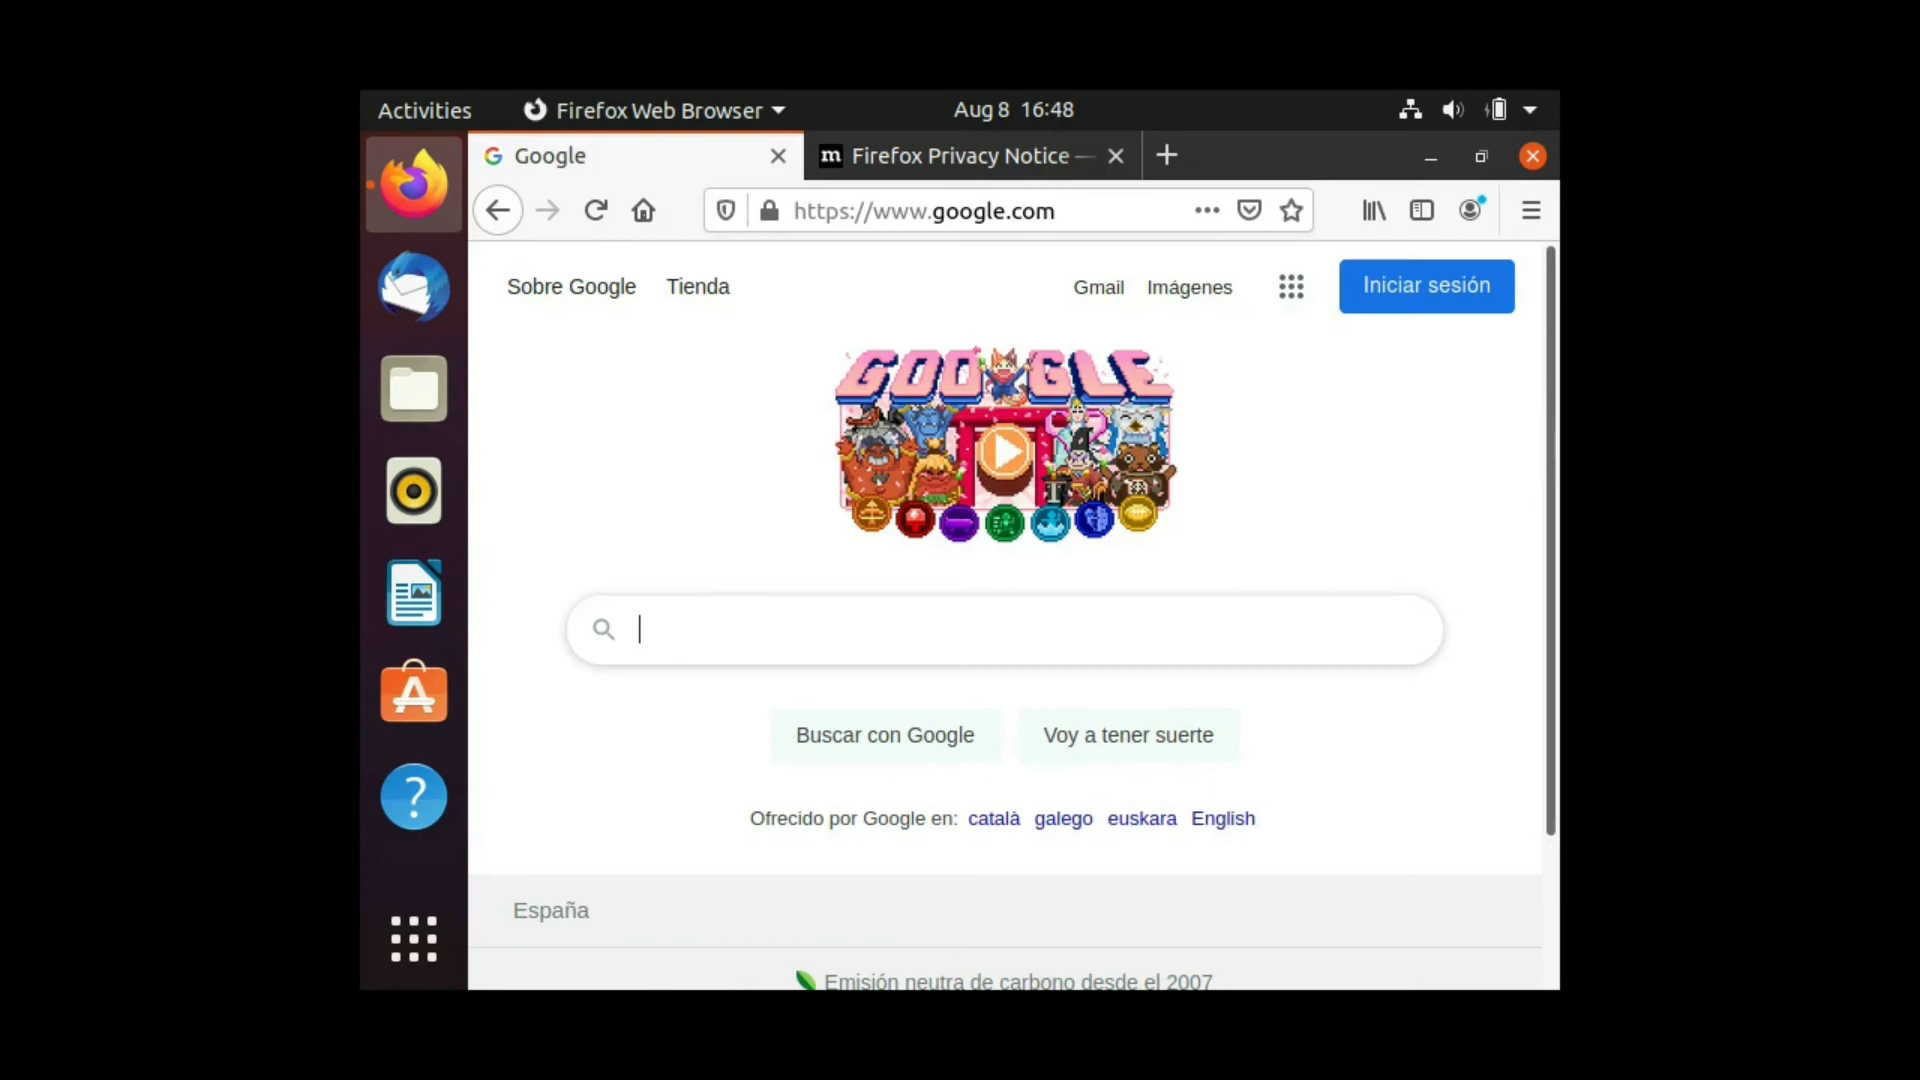 Activities Firefox Web Browser Aug 8 16:48
Google Firefox Privacy Notice —
https://www.google.com
Sobre Google Tienda Gmail Imágenes Iniciar sesión
GOOGLE
Buscar con Google Voy a tener suerte
Ofrecido por Google en: català galego euskara English
España
Emisión neutra de carbono desde el 2007